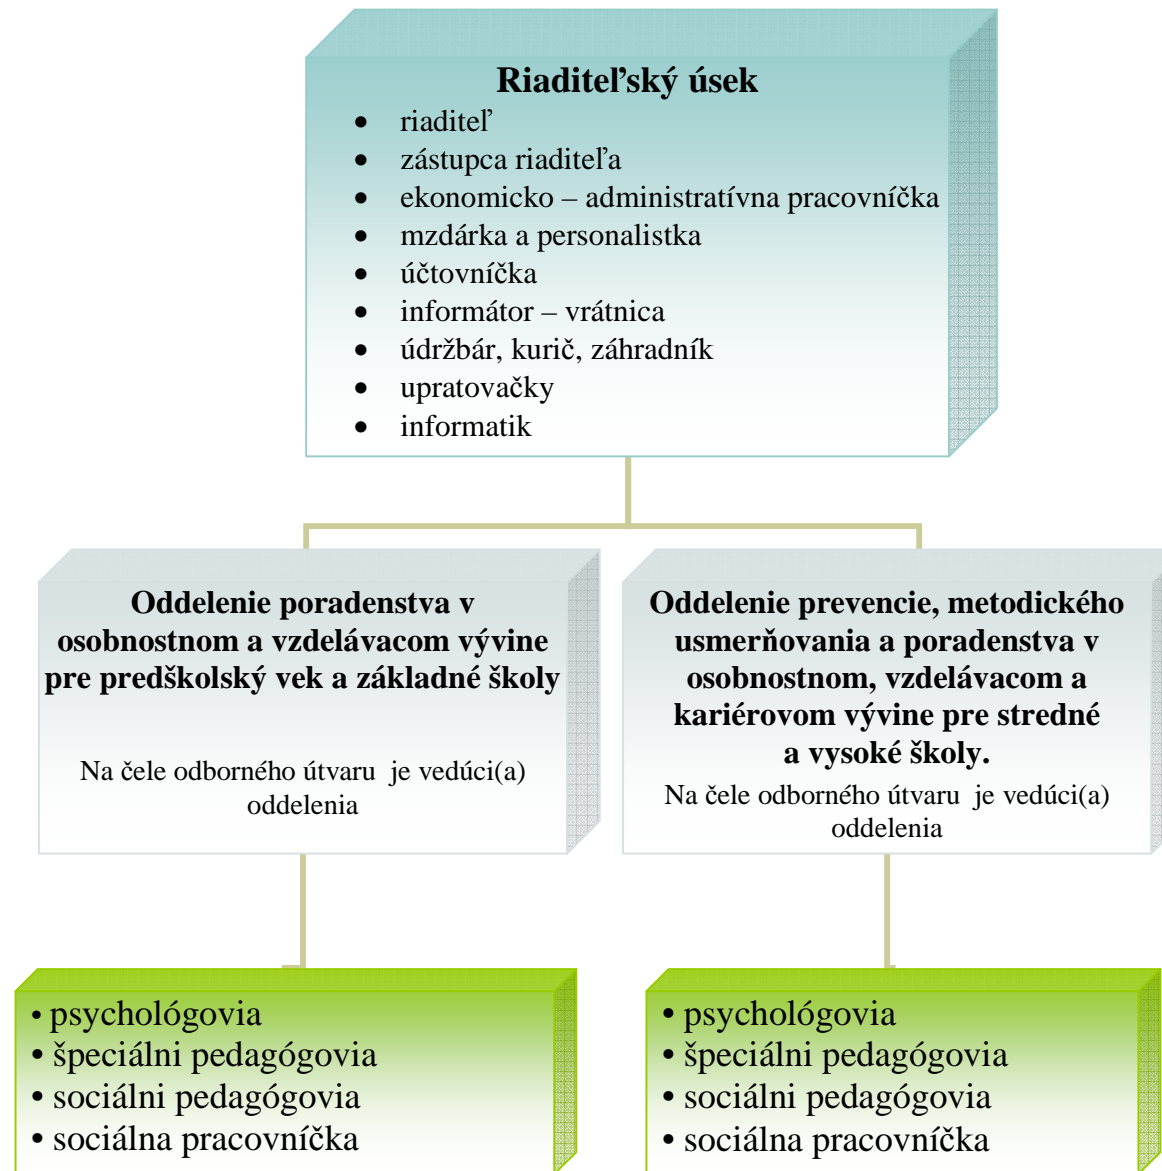 Riaditeľský úsek
• riaditeľ
• zástupca riaditeľa
• ekonomicko – administratívna pracovníčka
• mzdárka a personalistka
• účtovníčka
• informátor – vrátnica
• údržbár, kurič, záhradník
• upratovačky
• informatik
Oddelenie poradenstva v
osobnostnom a vzdelávacom vývine
pre predškolský vek a základné školy
Na čele odborného útvaru je vedúci(a)
oddelenia
Oddelenie prevencie, metodického
usmerňovania a poradenstva v
osobnostnom, vzdelávacom a
kariérovom vývine pre stredné
a vysoké školy.
Na čele odborného útvaru je vedúci(a)
oddelenia
• psychológovia
• špeciálni pedagógovia
• sociálni pedagógovia
• sociálna pracovníčka
• psychológovia
• špeciálni pedagógovia
• sociálni pedagógovia
• sociálna pracovníčka